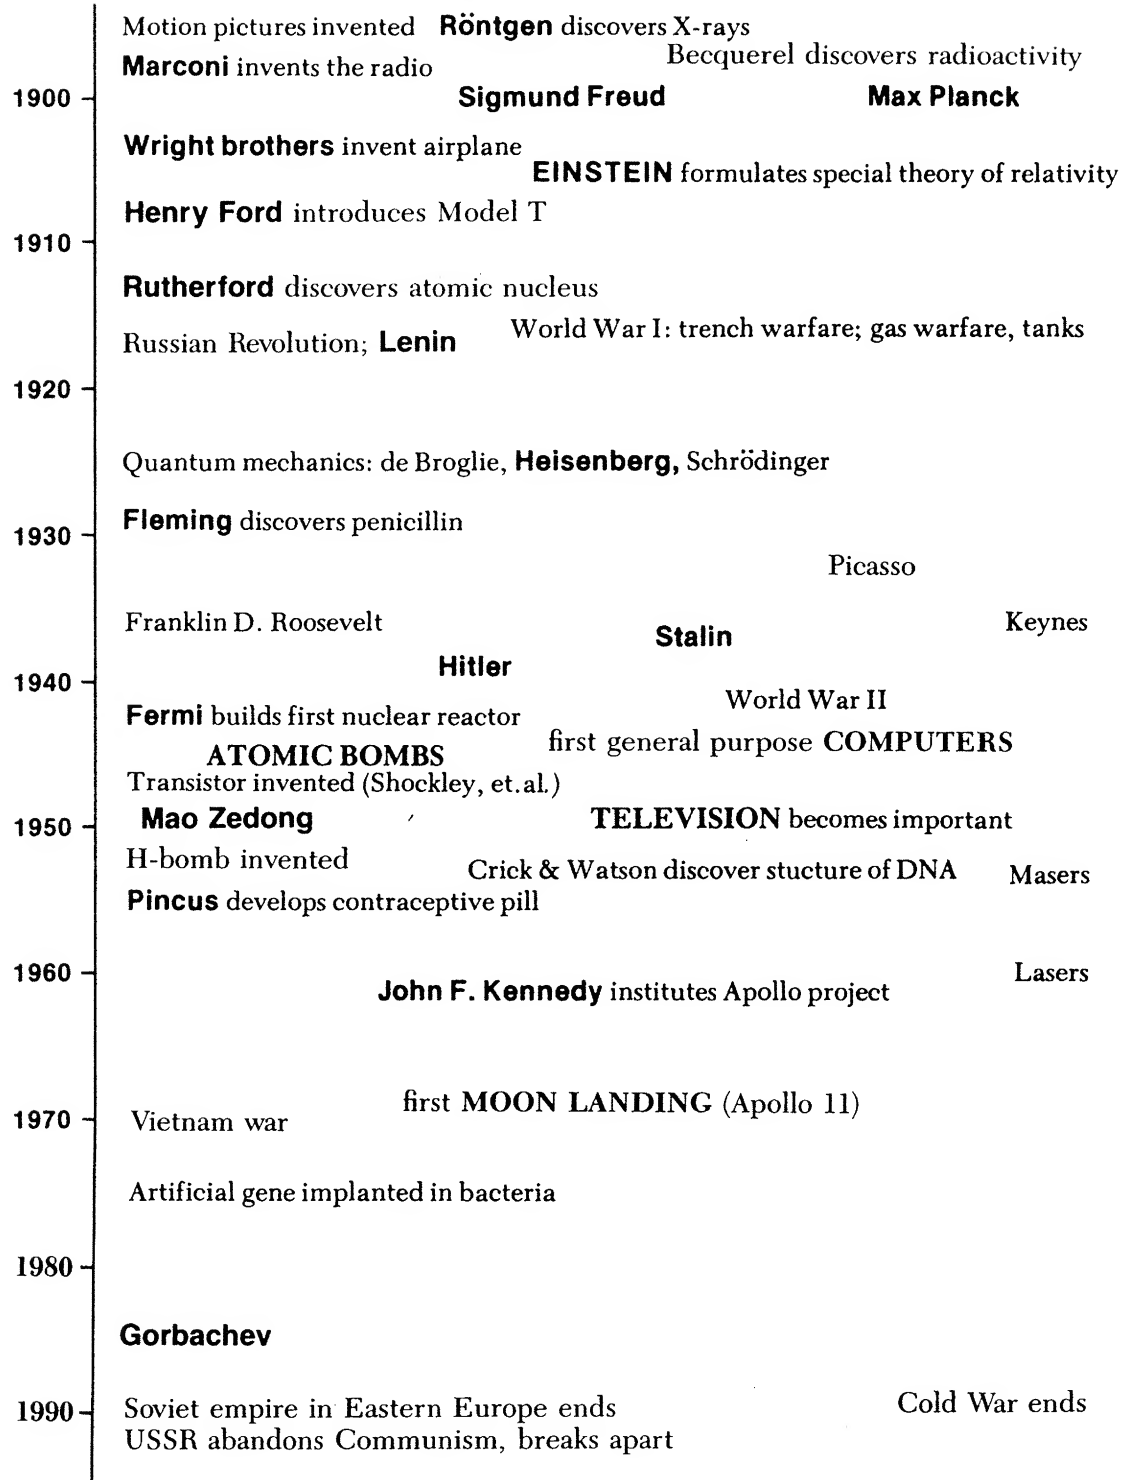 Motion pictures invented Röntgen discovers X-rays
Marconi invents the radio Becquerel discovers radioactivity
1900 Sigmund Freud Max Planck
Wright brothers invent airplane
EINSTEIN formulates special theory of relativity
Henry Ford introduces Model T
1910
Rutherford discovers atomic nucleus
World War I: trench warfare; gas warfare, tanks
Russian Revolution; Lenin
1920
Quantum mechanics: de Broglie, Heisenberg, Schrödinger
Fleming discovers penicillin
1930
Picasso
Franklin D. Roosevelt Keynes
Stalin
Hitler
1940
World War II
Fermi builds first nuclear reactor
first general purpose COMPUTERS
ATOMIC BOMBS
Transistor invented (Shockley, et.al.)
1950 Mao Zedong TELEVISION becomes important
H-bomb invented
Crick & Watson discover stucture of DNA Masers
Pincus develops contraceptive pill
1960 Lasers
John F. Kennedy institutes Apollo project
first MOON LANDING (Apollo 11)
1970 Vietnam war
Artificial gene implanted in bacteria
1980
Gorbachev
1990 Soviet empire in Eastern Europe ends Cold War ends
USSR abandons Communism, breaks apart